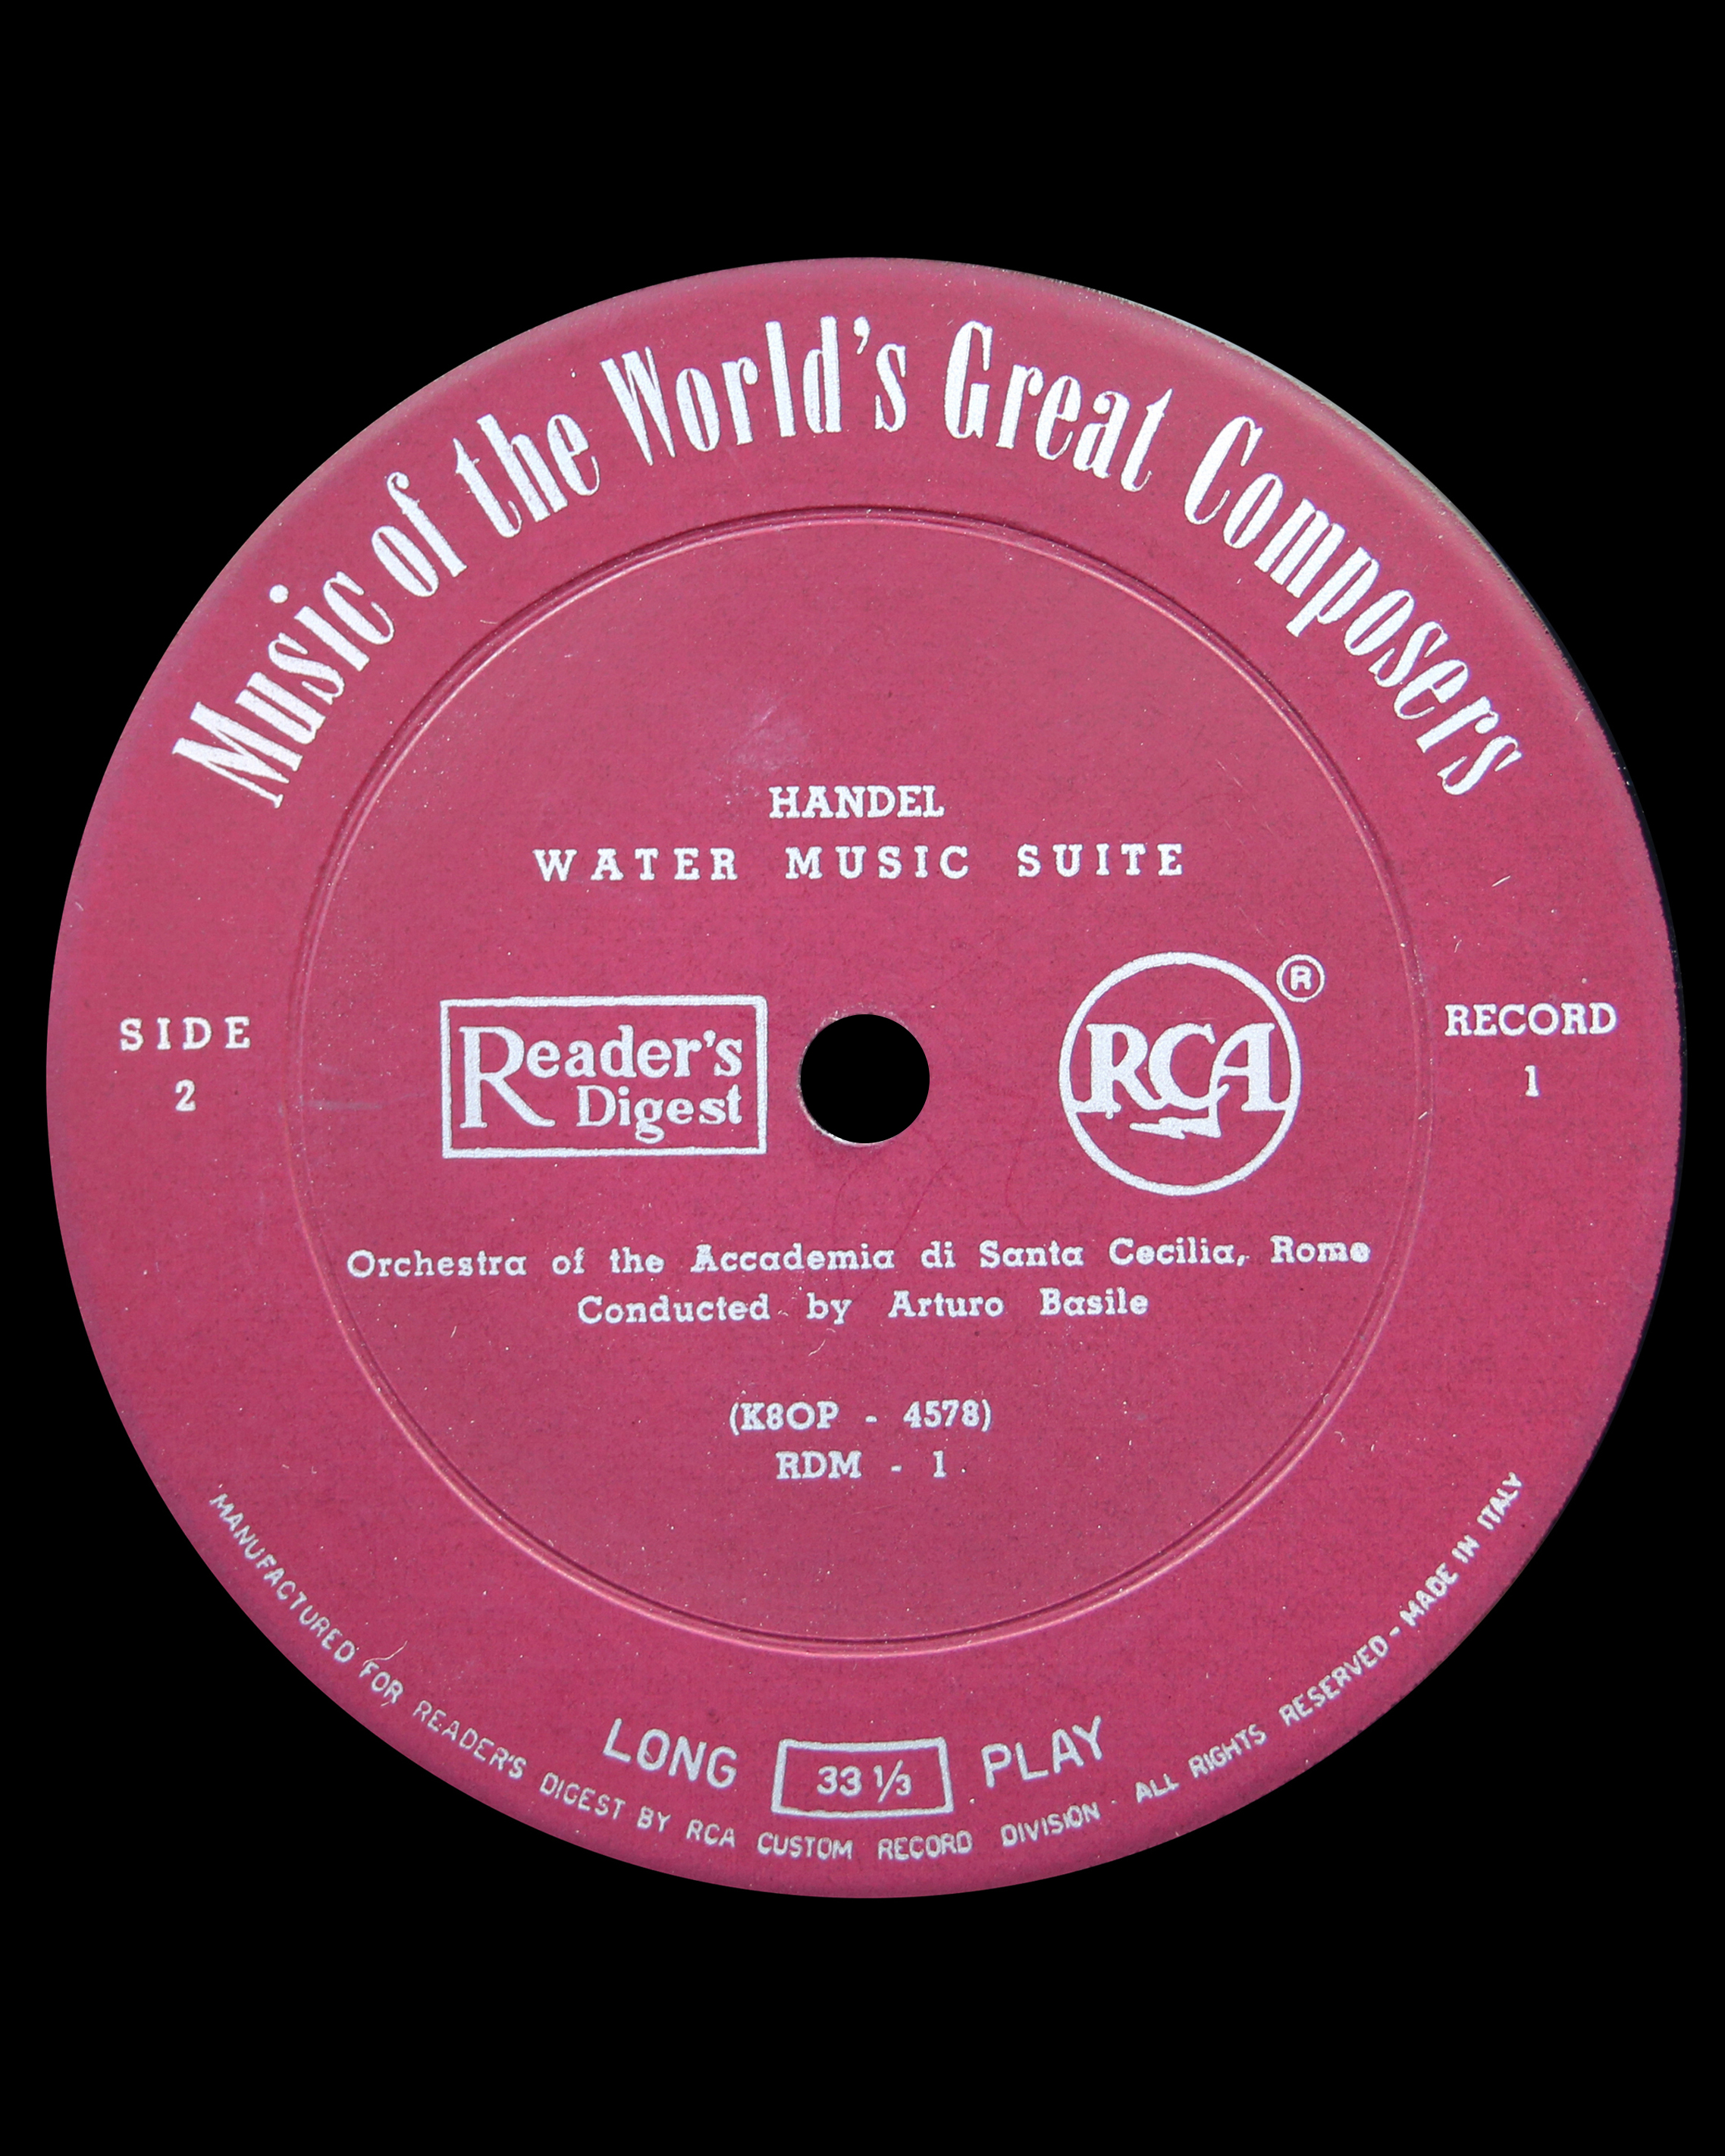 Music of the World's Great Composers
HANDEL
WATER MUSIC SUITE
SIDE
2
Reader's
Digest
RCA
®
RECORD
1
Orchestra of the Accademia di Santa Cecilia, Rome
Conducted by Arturo Basile
(K8OP - 4578)
RDM - 1
LONG 33 1/3 PLAY
MANUFACTURED FOR READER'S DIGEST BY RCA CUSTOM RECORD DIVISION - ALL RIGHTS RESERVED - MADE IN ITALY